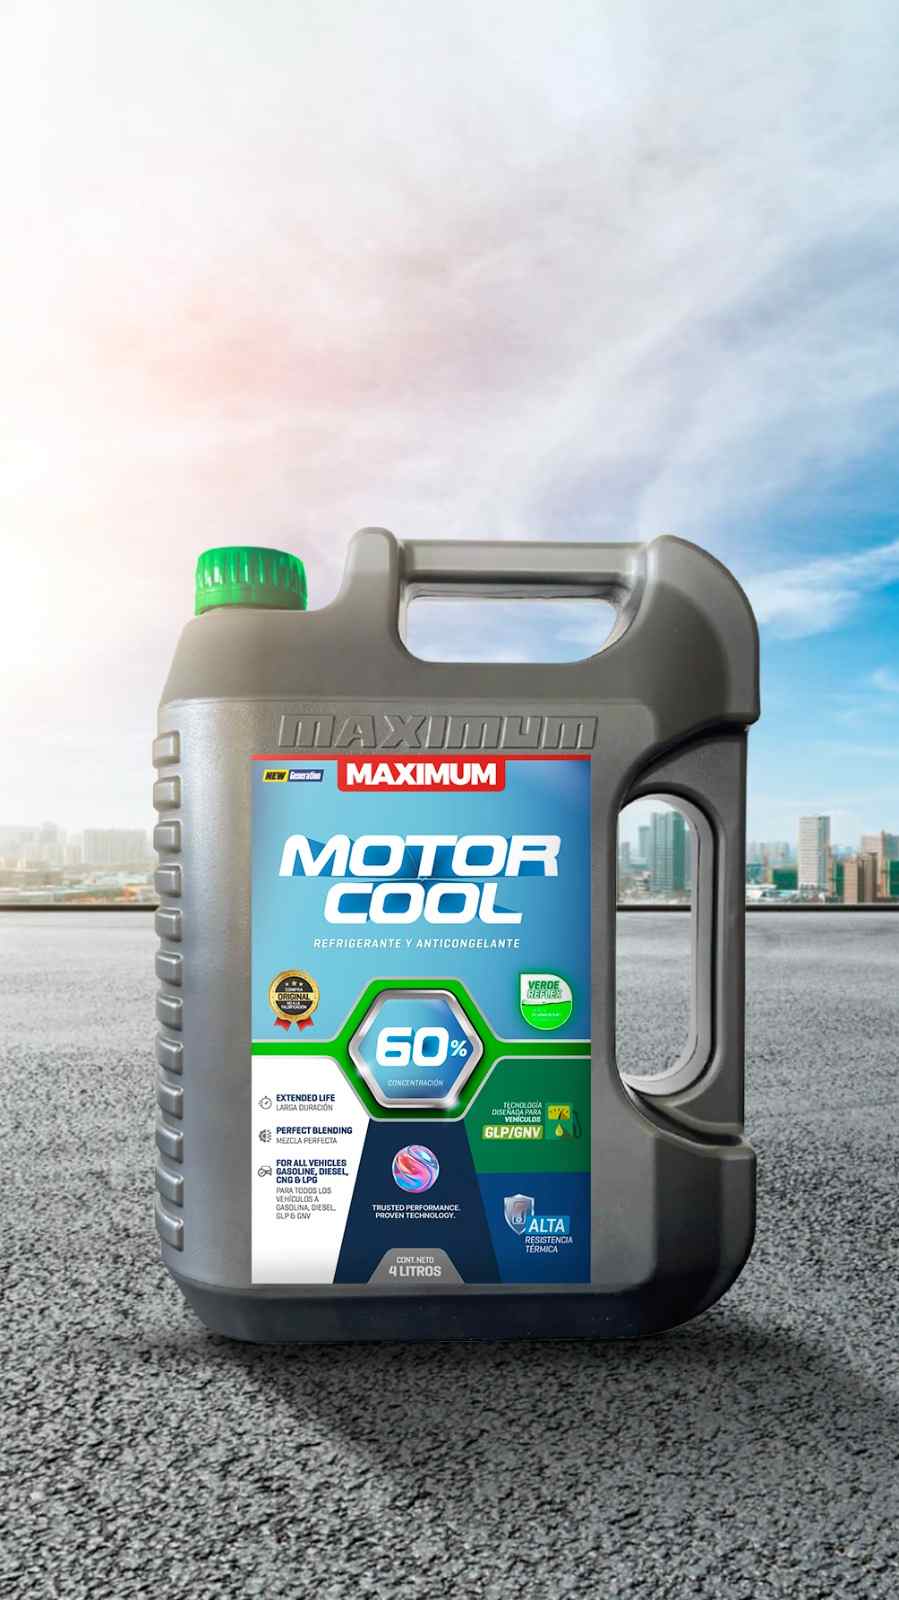 MAXIMUM
NEW Generation
MAXIMUM
MOTOR
COOL
REFRIGERANTE Y ANTICONGELANTE
COMPRA
ORIGINAL
VERDE
REFLEX
60%
CONCENTRACIÓN
EXTENDED LIFE
LARGA DURACIÓN
PERFECT BLENDING
MEZCLA PERFECTA
FOR ALL VEHICLES
GASOLINE, DIESEL,
CNG & LPG
PARA TODOS LOS
VEHÍCULOS A
GASOLINA, DIESEL,
GLP & GNV
TECNOLOGÍA
DISEÑADA PARA
VEHÍCULOS
GLP/GNV
TRUSTED PERFORMANCE.
PROVEN TECHNOLOGY.
ALTA
RESISTENCIA
TÉRMICA
CONT. NETO
4 LITROS